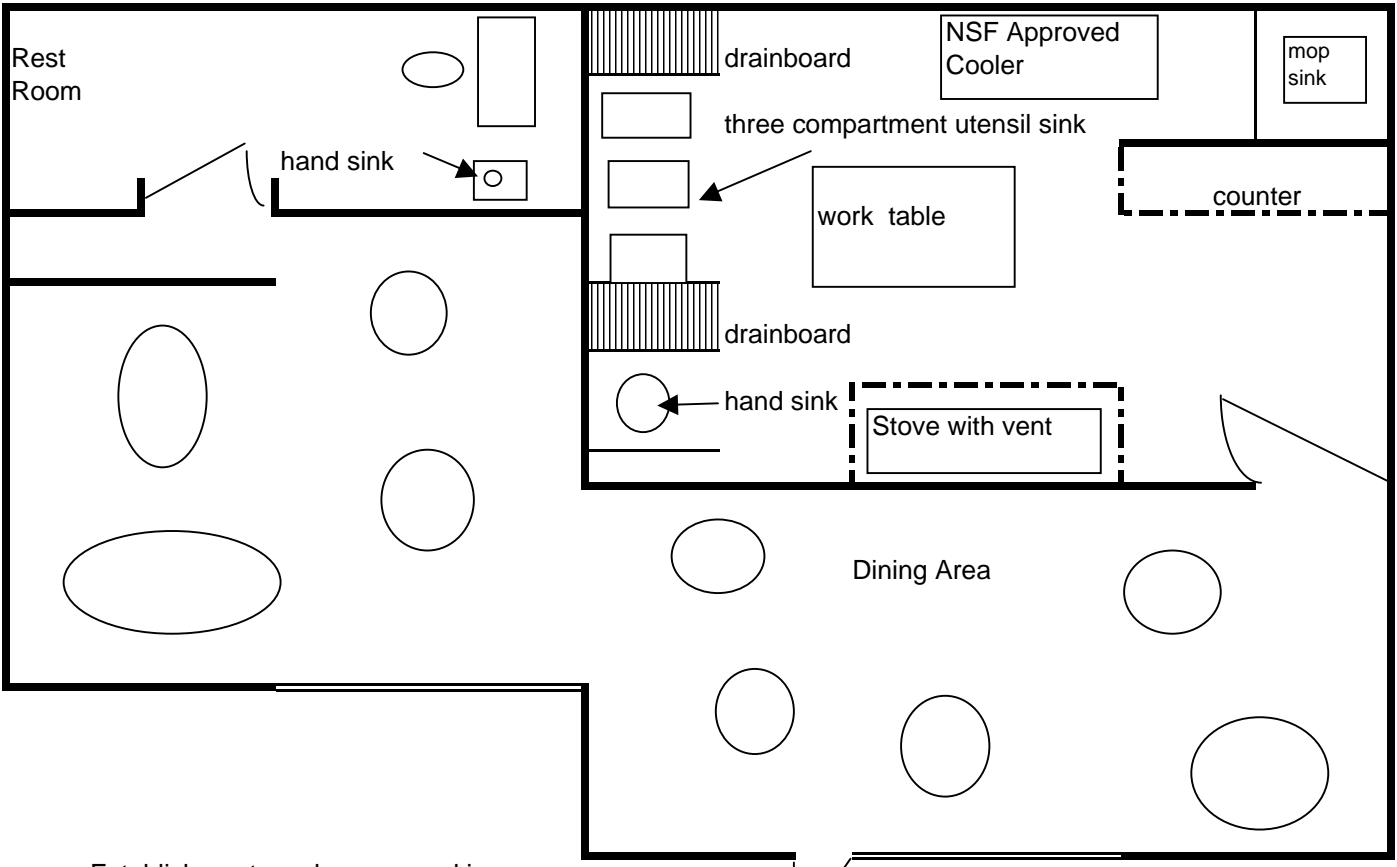 Rest
Room
hand sink
drainboard
NSF Approved
Cooler
mop
sink
three compartment utensil sink
work  table
counter
drainboard
hand sink
Stove with vent
Dining Area